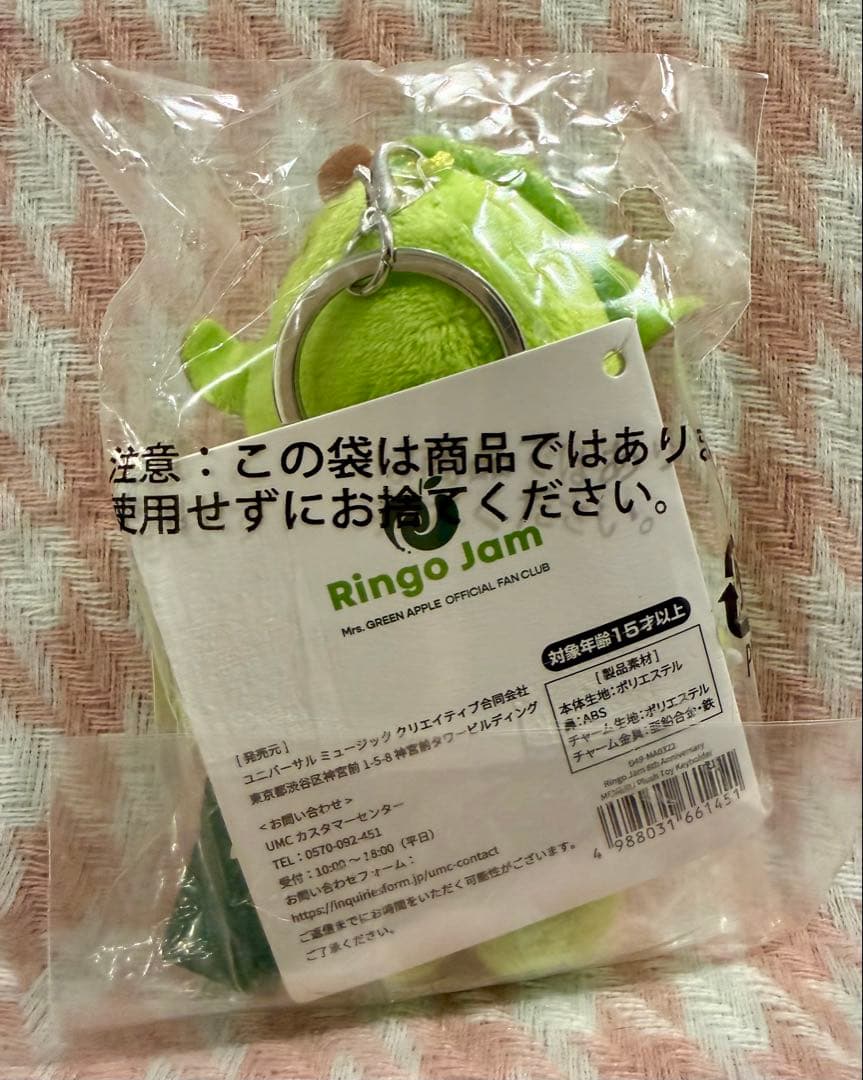 注意：この袋は商品ではありま
使用せずにお捨てください。
Ringo Jam
Mrs. GREEN APPLE OFFICIAL FAN CLUB
対象年齢15才以上
[製品素材]
本体生地：ポリエステル
鼻：ABS
チャーム生地：ポリエステル
チャーム金具：亜鉛合金・鉄
[発売元]
ユニバーサル ミュージック クリエイティブ合同会社
東京都渋谷区神宮前 1-5-8 神宮前タワービルディング
D49-MA0322
Ringo Jam 8th Anniversary
Plush Toy Keyholder
4 988031 661451
<お問い合わせ>
UMC カスタマーセンター
TEL：0570-092-451
受付：10:00 〜 18:00（平日）
お問い合わせフォーム：
https://inquiriesform.jp/umc-contact
ご返信までにお時間をいただく可能性がございます。
ご了承ください。